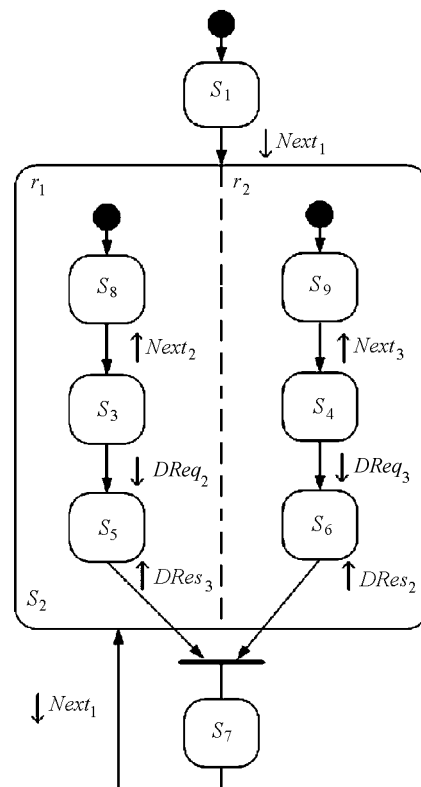 S₁
↓ Next₁
r₁
r₂
S₈
S₉
↑ Next₂
↑ Next₃
S₃
S₄
↓ DReq₂
↓ DReq₃
S₅
S₆
↑ DRes₃
↑ DRes₂
S₂
↓ Next₁
S₇